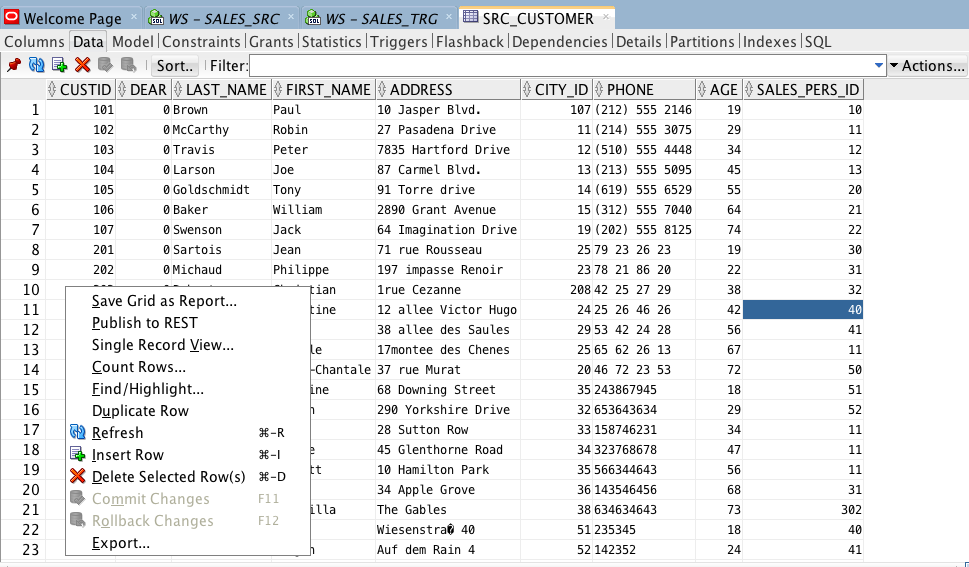 Welcome Page × WS – SALES_SRC × WS – SALES_TRG × SRC_CUSTOMER ×
Columns Data Model Constraints Grants Statistics Triggers Flashback Dependencies Details Partitions Indexes SQL
Sort.. Filter: Actions...
CUSTID DEAR LAST_NAME FIRST_NAME ADDRESS CITY_ID PHONE AGE SALES_PERS_ID
1 101 0 Brown Paul 10 Jasper Blvd. 107 (212) 555 2146 19 10
2 102 0 McCarthy Robin 27 Pasadena Drive 11 (214) 555 3075 29 11
3 103 0 Travis Peter 7835 Hartford Drive 12 (510) 555 4448 34 12
4 104 0 Larson Joe 87 Carmel Blvd. 13 (213) 555 5095 45 13
5 105 0 Goldschmidt Tony 91 Torre drive 14 (619) 555 6529 55 20
6 106 0 Baker William 2890 Grant Avenue 15 (312) 555 7040 64 21
7 107 0 Swenson Jack 64 Imagination Drive 19 (202) 555 8125 74 22
8 201 0 Sartois Jean 71 rue Rousseau 25 79 23 26 23 19 30
9 202 0 Michaud Philippe 197 impasse Renoir 23 78 21 86 20 22 31
10 tian 1rue Cezanne 208 42 25 27 29 38 32
Save Grid as Report...
11 tine 12 allee Victor Hugo 24 25 26 46 26 42 40
Publish to REST
12 38 allee des Saules 29 53 42 24 28 56 41
Single Record View...
13 le 17montee des Chenes 25 65 62 26 13 67 11
Count Rows...
14 -Chantale 37 rue Murat 20 46 72 23 53 72 50
Find/Highlight...
15 ine 68 Downing Street 35 243867945 18 51
Duplicate Row
16 n 290 Yorkshire Drive 32 653643634 29 52
Refresh ⌘-R
17 28 Sutton Row 33 158746231 34 11
Insert Row ⌘-I
18 e 45 Glenthorne Road 34 323768678 47 11
Delete Selected Row(s) ⌘-D
19 tt 10 Hamilton Park 35 566344643 56 11
Commit Changes F11
20 34 Apple Grove 36 143546456 68 31
Rollback Changes F12
21 illa The Gables 38 634634643 73 302
Export...
22 Wiesenstra� 40 51 235345 18 40
23 n Auf dem Rain 4 52 142352 24 41